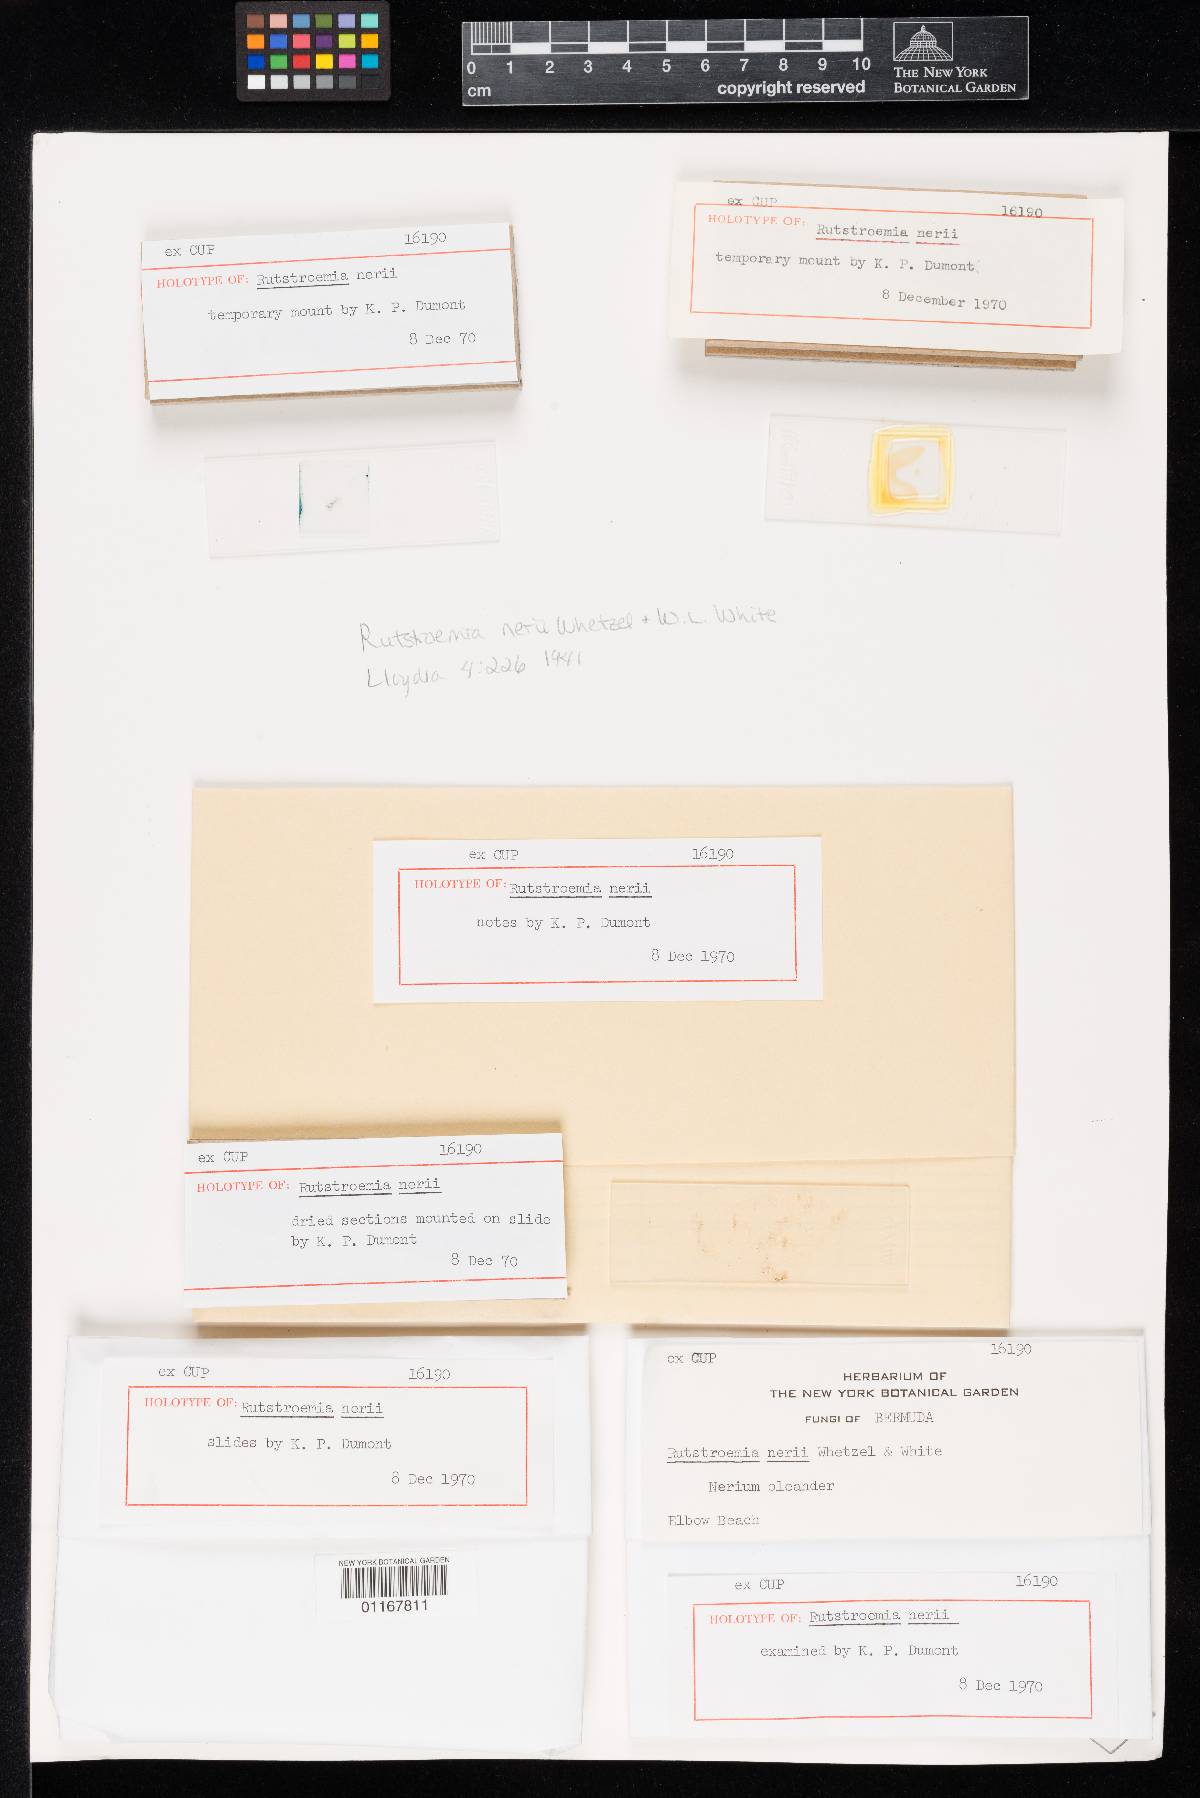 0 1 2 3 4 5 6 7 8 9 10
cm
copyright reserved
THE NEW YORK
BOTANICAL GARDEN
ex CUP 16190
HOLOTYPE OF: Rutstroemia nerii
temporary mount by K. P. Dumont
8 Dec 70
ex CUP 16190
HOLOTYPE OF: Rutstroemia nerii
temporary mount by K. P. Dumont
8 December 1970
Rutstroemia nerii Whetzel + W.L. White
Lloydia 4:226 1941
ex CUP 16190
HOLOTYPE OF: Rutstroemia nerii
notes by K. P. Dumont
8 Dec 1970
ex CUP 16190
HOLOTYPE OF: Rutstroemia nerii
dried sections mounted on slide
by K. P. Dumont
8 Dec 70
ex CUP 16190
HOLOTYPE OF: Rutstroemia nerii
slides by K. P. Dumont
8 Dec 1970
NEW YORK BOTANICAL GARDEN
01167811
ex CUP 16190
HERBARIUM OF
THE NEW YORK BOTANICAL GARDEN
FUNGI OF BERMUDA
Rutstroemia nerii Whetzel & White
Nerium oleander
Elbow Beach
ex CUP 16190
HOLOTYPE OF: Rutstroemia nerii
examined by K. P. Dumont
8 Dec 1970